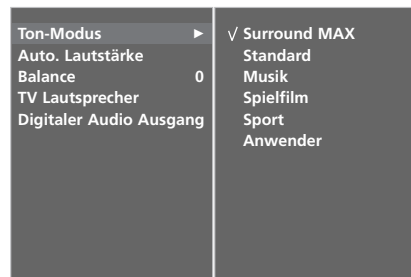 Ton-Modus ►
Auto. Lautstärke
Balance 0
TV Lautsprecher
Digitaler Audio Ausgang
√ Surround MAX
Standard
Musik
Spielfilm
Sport
Anwender